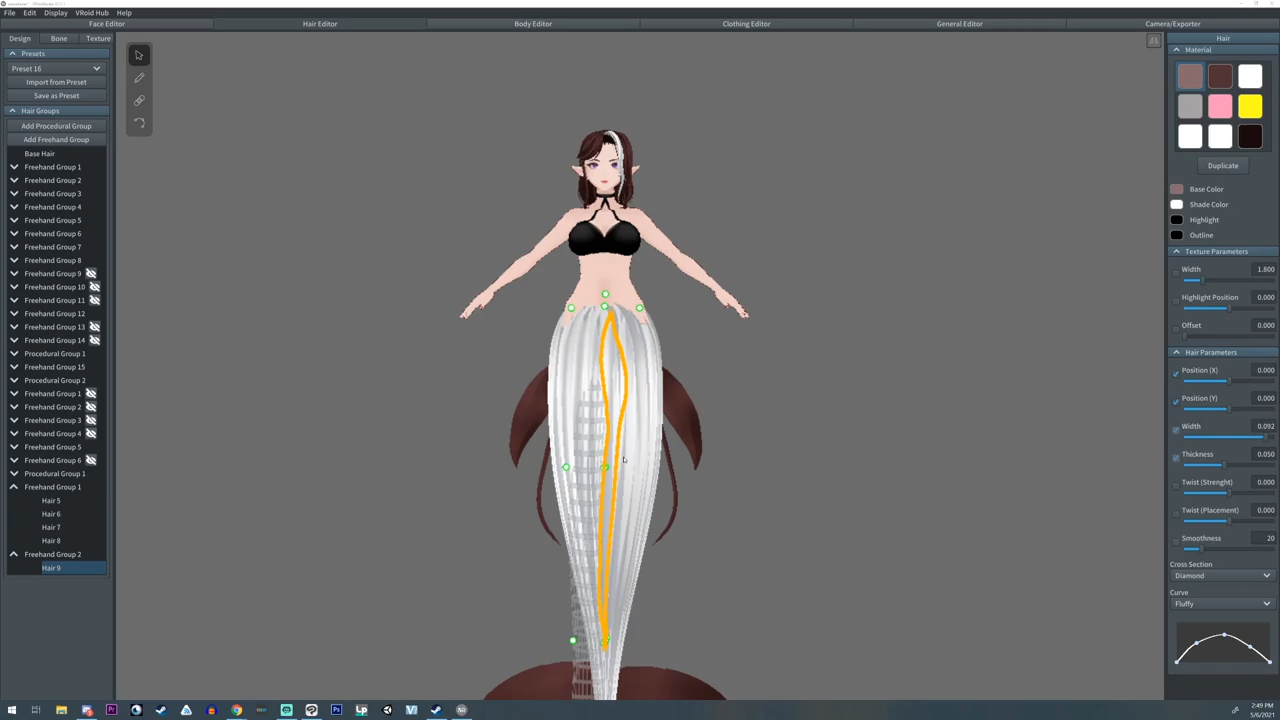 File Edit Display VRoid Hub Help
Face Editor Hair Editor Body Editor Clothing Editor General Editor Camera/Exporter
Design Bone Texture
Presets
Preset 16
Import from Preset
Save as Preset
Hair Groups
Add Procedural Group
Add Freehand Group
Base Hair
Freehand Group 1
Freehand Group 2
Freehand Group 3
Freehand Group 4
Freehand Group 5
Freehand Group 6
Freehand Group 7
Freehand Group 8
Freehand Group 9
Freehand Group 10
Freehand Group 11
Freehand Group 12
Freehand Group 13
Freehand Group 14
Procedural Group 1
Freehand Group 15
Procedural Group 2
Freehand Group 1
Freehand Group 2
Freehand Group 3
Freehand Group 4
Freehand Group 5
Freehand Group 6
Procedural Group 1
Freehand Group 1
Hair 5
Hair 6
Hair 7
Hair 8
Freehand Group 2
Hair 9
Hair
Material
Duplicate
Base Color
Shade Color
Highlight
Outline
Texture Parameters
Width 1.800
Highlight Position 0.000
Offset 0.000
Hair Parameters
Position (X) 0.000
Position (Y) 0.000
Width 0.092
Thickness 0.050
Twist (Strenght) 0.000
Twist (Placement) 0.000
Smoothness 20
Cross Section
Diamond
Curve
Fluffy
Pr Ps Lp
2:49 PM
5/6/2021